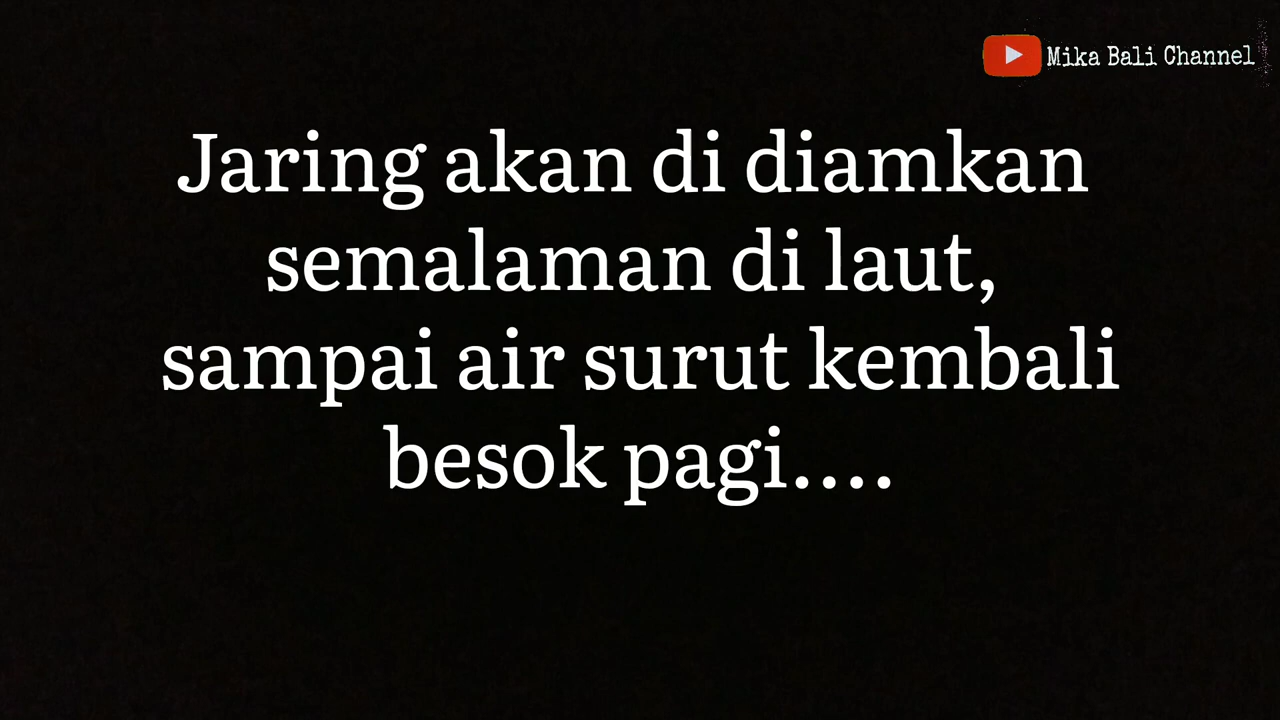 Mika Bali Channel
Jaring akan di diamkan
semalaman di laut,
sampai air surut kembali
besok pagi....